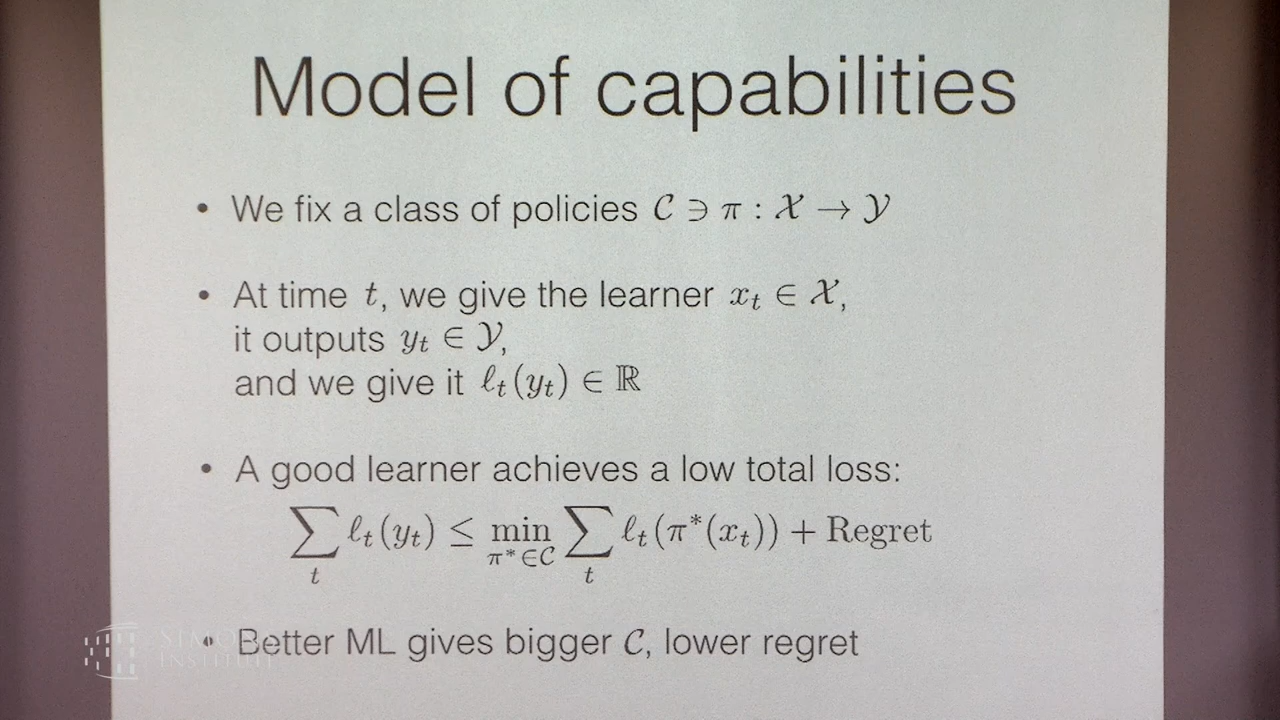 Model of capabilities
• We fix a class of policies 𝒞 ∋ π : 𝒳 → 𝒴
• At time t, we give the learner xₜ ∈ 𝒳,
it outputs yₜ ∈ 𝒴,
and we give it ℓₜ(yₜ) ∈ ℝ
• A good learner achieves a low total loss:
∑ₜ ℓₜ(yₜ) ≤ min_{π*∈𝒞} ∑ₜ ℓₜ(π*(xₜ)) + Regret
• Better ML gives bigger 𝒞, lower regret
SIMONS
INSTITUTE